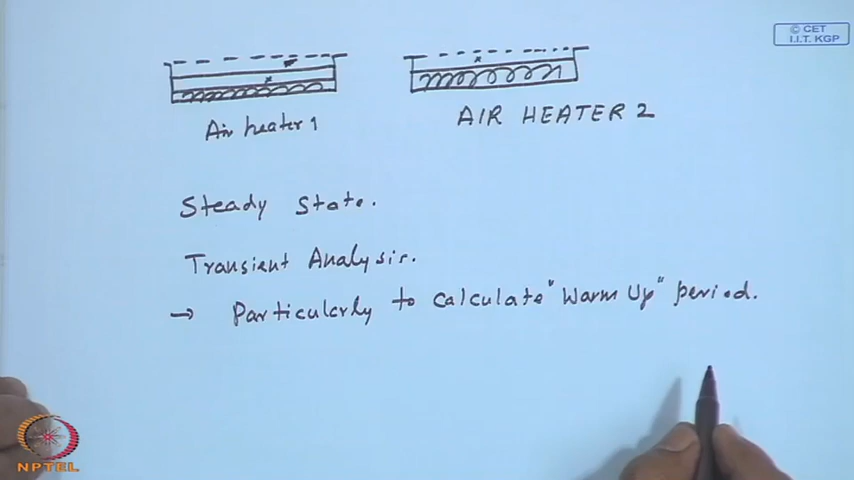 © CET
I.I.T. KGP
Air heater 1
AIR HEATER 2
Steady State.
Transient Analysis.
→ Particularly to calculate "Warm Up" period.
NPTEL